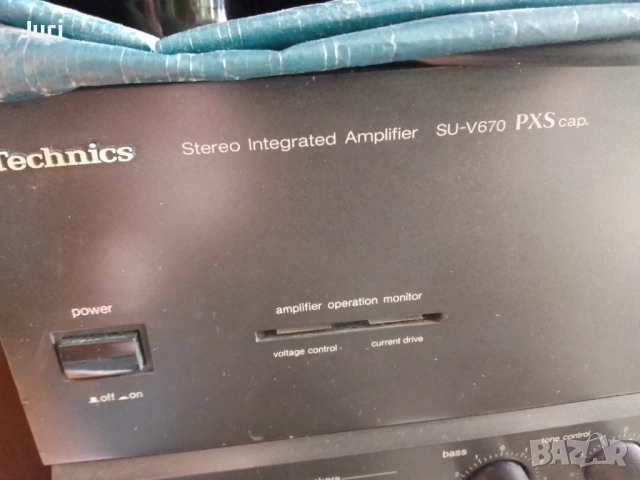 Iuri
Technics
Stereo Integrated Amplifier SU-V670 PXS cap.
power
amplifier operation monitor
voltage control current drive
off on
bass tone control
BAZAR